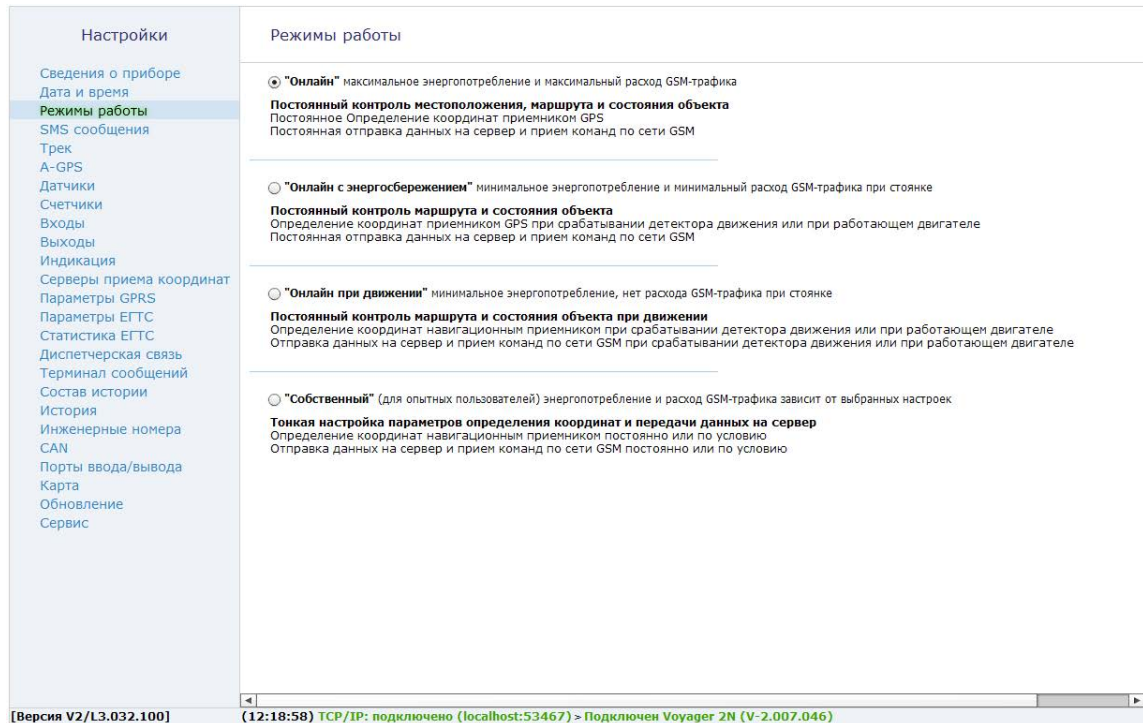 Настройки
Сведения о приборе
Дата и время
Режимы работы
SMS сообщения
Трек
A-GPS
Датчики
Счетчики
Входы
Выходы
Индикация
Серверы приема координат
Параметры GPRS
Параметры ЕГТС
Статистика ЕГТС
Диспетчерская связь
Терминал сообщений
Состав истории
История
Инженерные номера
CAN
Порты ввода/вывода
Карта
Обновление
Сервис
Режимы работы
"Онлайн" максимальное энергопотребление и максимальный расход GSM-трафика
Постоянный контроль местоположения, маршрута и состояния объекта
Постоянное Определение координат приемником GPS
Постоянная отправка данных на сервер и прием команд по сети GSM
"Онлайн с энергосбережением" минимальное энергопотребление и минимальный расход GSM-трафика при стоянке
Постоянный контроль маршрута и состояния объекта
Определение координат приемником GPS при срабатывании детектора движения или при работающем двигателе
Постоянная отправка данных на сервер и прием команд по сети GSM
"Онлайн при движении" минимальное энергопотребление, нет расхода GSM-трафика при стоянке
Постоянный контроль маршрута и состояния объекта при движении
Определение координат навигационным приемником при срабатывании детектора движения или при работающем двигателе
Отправка данных на сервер и прием команд по сети GSM при срабатывании детектора движения или при работающем двигателе
"Собственный" (для опытных пользователей) энергопотребление и расход GSM-трафика зависит от выбранных настроек
Тонкая настройка параметров определения координат и передачи данных на сервер
Определение координат навигационным приемником постоянно или по условию
Отправка данных на сервер и прием команд по сети GSM постоянно или по условию
[Версия V2/L3.032.100] (12:18:58) TCP/IP: подключено (localhost:53467) > Подключен Voyager 2N (V-2.007.046)